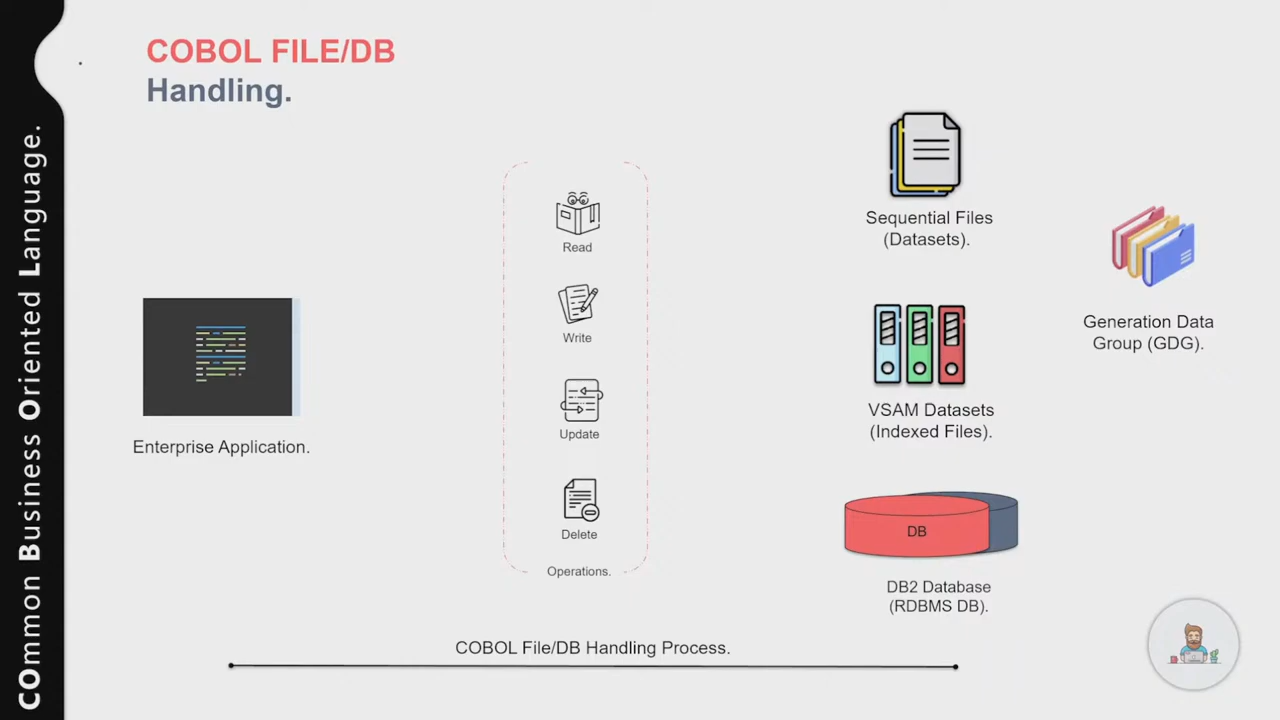 COBOL FILE/DB
Handling.
COmmon Business Oriented Language.
Enterprise Application.
Read
Write
Update
Delete
Operations.
Sequential Files
(Datasets).
VSAM Datasets
(Indexed Files).
DB
DB2 Database
(RDBMS DB).
Generation Data
Group (GDG).
COBOL File/DB Handling Process.